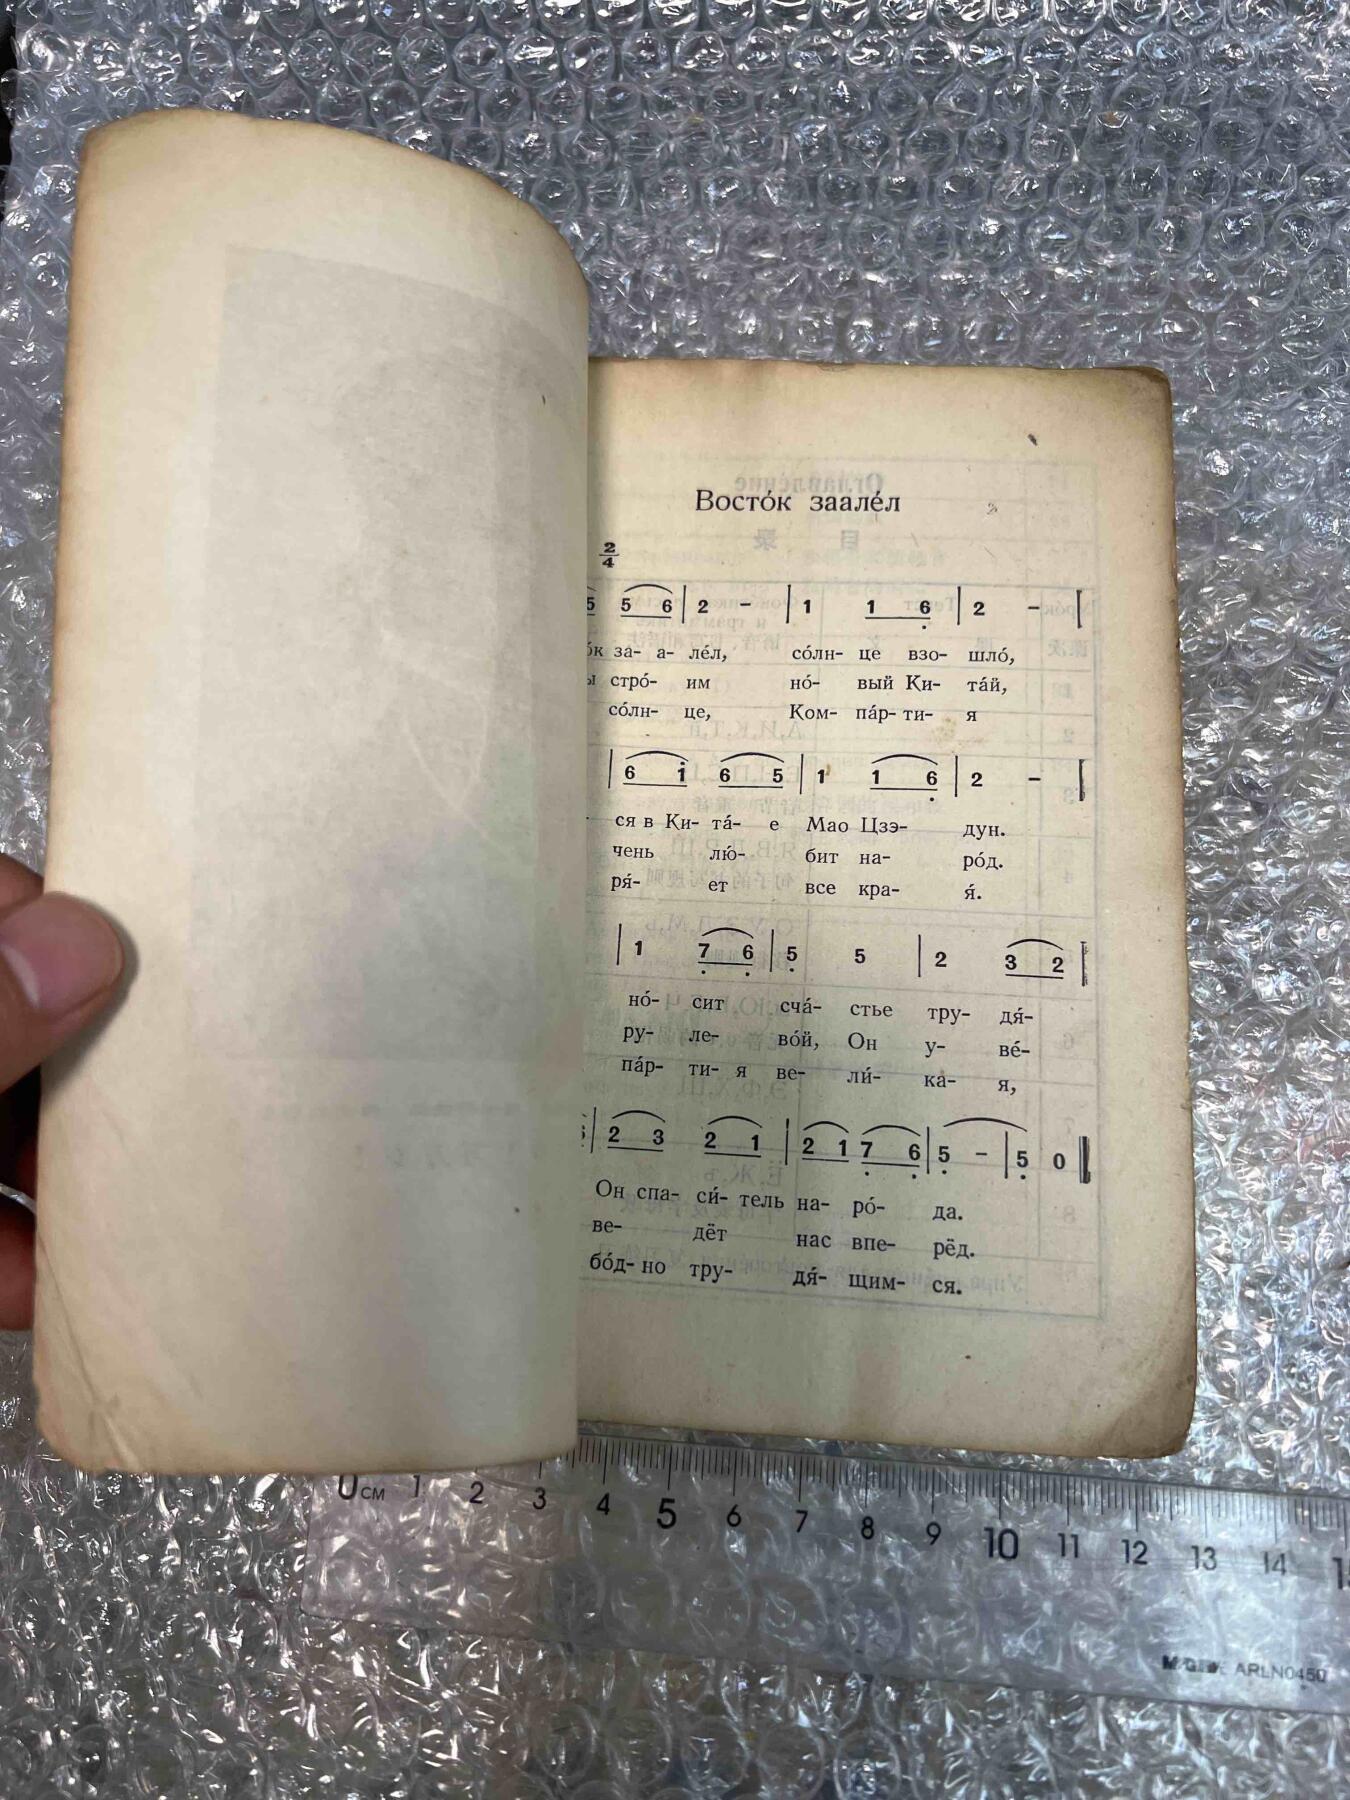 Восто́к заале́л
2/4
5 5 6 | 2 - | 1 1 6 | 2 - |
о́к за- а- ле́л, со́лн- це взо- шло́,
ы стро́- им но́- вый Ки- та́й,
со́лн- це, Ком- па́р- ти- я
| 6 1 6 5 | 1 1 6 | 2 - |
ся в Ки- та́- е Мао Цзэ- дун.
чень лю́- бит на- ро́д.
ря́- ет все кра- я́.
| 1 7 6 | 5 5 | 2 3 2 |
но́- сит сча́- стье тру- дя́-
ру- ле- во́й, Он у- ве́-
па́р- ти- я ве- ли́- ка- я,
| 2 3 2 1 | 2 1 7 6 | 5 - | 5 0 |
Он спа- си́- тель на- ро́- да.
ве- дёт нас впе- рёд.
бо́д- но тру- дя́- щим- ся.
0 CM 1 2 3 4 5 6 7 8 9 10 11 12 13 14 15
ARLN0450